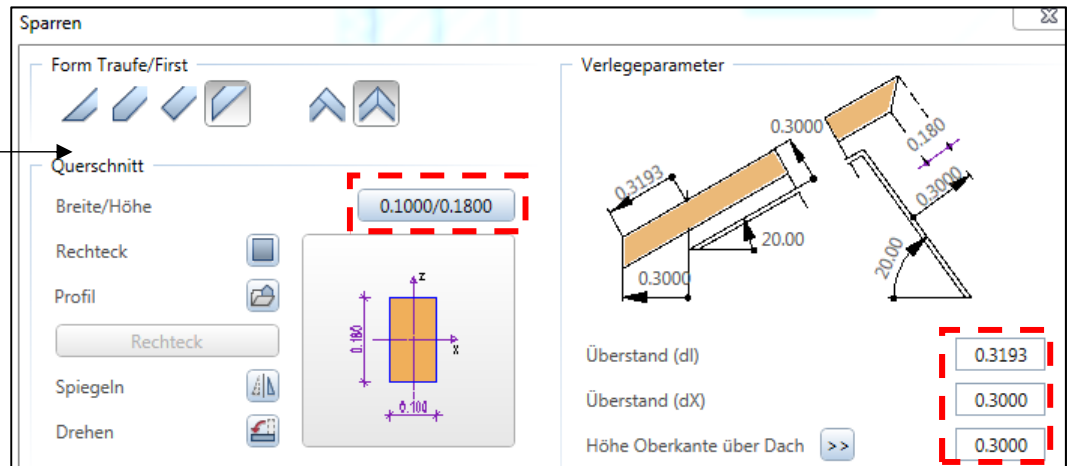 Sparren
Form Traufe/First
Querschnitt
Breite/Höhe
0.1000/0.1800
Rechteck
Profil
Rechteck
Spiegeln
Drehen
z
x
0.180
0.100
Verlegeparameter
0.3000
0.180
0.3193
0.3000
20.00
0.3000
20.00
Überstand (dl) 0.3193
Überstand (dX) 0.3000
Höhe Oberkante über Dach >> 0.3000